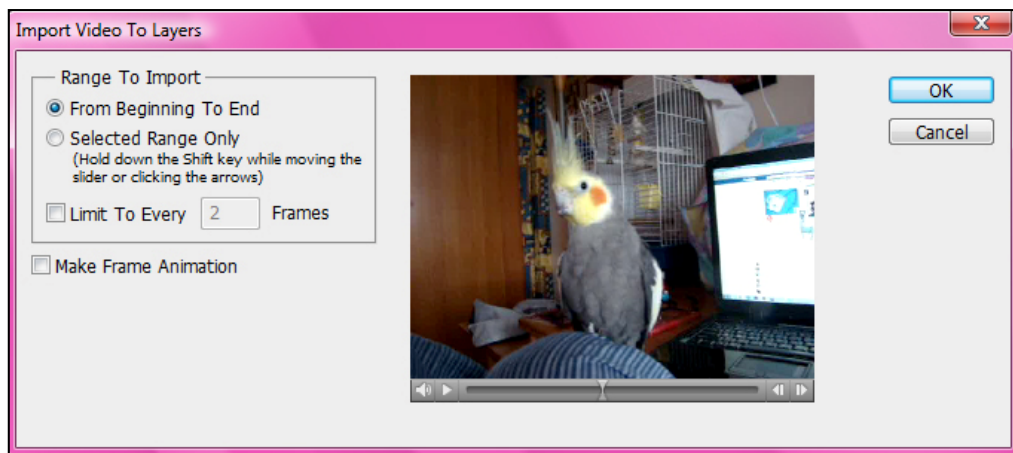 Import Video To Layers
Range To Import
From Beginning To End
Selected Range Only
(Hold down the Shift key while moving the
slider or clicking the arrows)
Limit To Every 2 Frames
Make Frame Animation
OK
Cancel